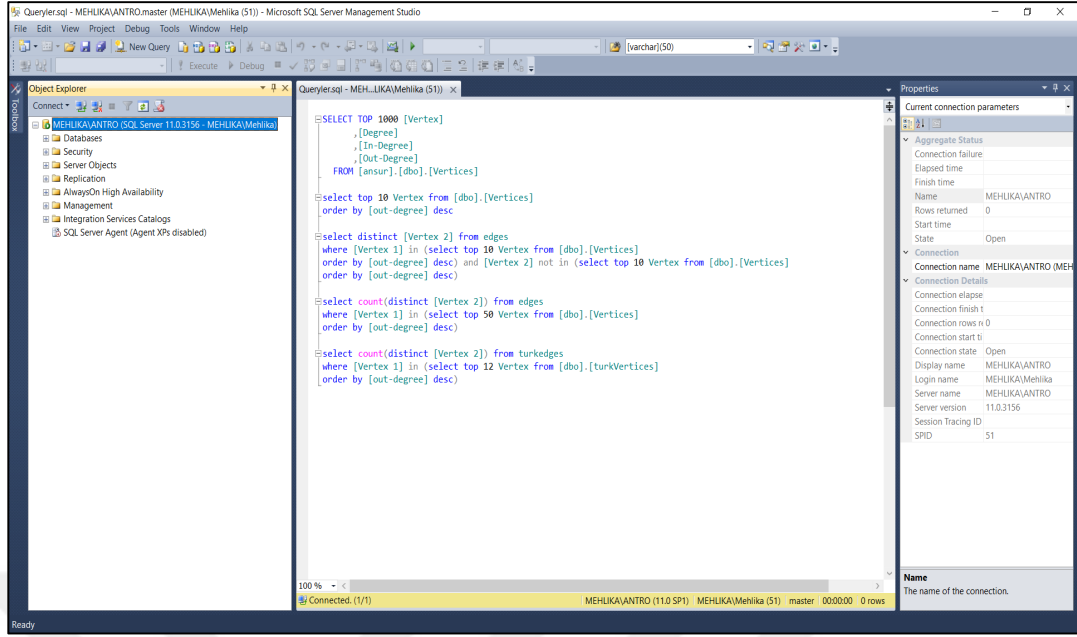 Queryler.sql - MEHLIKA\ANTRO.master (MEHLIKA\Mehlika (51)) - Microsoft SQL Server Management Studio
File Edit View Project Debug Tools Window Help
New Query [varchar](50)
Execute Debug
Toolbox
Object Explorer
Connect
MEHLIKA\ANTRO (SQL Server 11.0.3156 - MEHLIKA\Mehlika)
Databases
Security
Server Objects
Replication
AlwaysOn High Availability
Management
Integration Services Catalogs
SQL Server Agent (Agent XPs disabled)
Queryler.sql - MEH...LIKA\Mehlika (51))
SELECT TOP 1000 [Vertex]
,[Degree]
,[In-Degree]
,[Out-Degree]
FROM [ansur].[dbo].[Vertices]
select top 10 Vertex from [dbo].[Vertices]
order by [out-degree] desc
select distinct [Vertex 2] from edges
where [Vertex 1] in (select top 10 Vertex from [dbo].[Vertices]
order by [out-degree] desc) and [Vertex 2] not in (select top 10 Vertex from [dbo].[Vertices]
order by [out-degree] desc)
select count(distinct [Vertex 2]) from edges
where [Vertex 1] in (select top 50 Vertex from [dbo].[Vertices]
order by [out-degree] desc)
select count(distinct [Vertex 2]) from turkedges
where [Vertex 1] in (select top 12 Vertex from [dbo].[turkVertices]
order by [out-degree] desc)
100 %
Connected. (1/1) MEHLIKA\ANTRO (11.0 SP1) MEHLIKA\Mehlika (51) master 00:00:00 0 rows
Properties
Current connection parameters
Aggregate Status
Connection failure
Elapsed time
Finish time
Name MEHLIKA\ANTRO
Rows returned 0
Start time
State Open
Connection
Connection name MEHLIKA\ANTRO (MEH
Connection Details
Connection elapse
Connection finish t
Connection rows re 0
Connection start ti
Connection state Open
Display name MEHLIKA\ANTRO
Login name MEHLIKA\Mehlika
Server name MEHLIKA\ANTRO
Server version 11.0.3156
Session Tracing ID
SPID 51
Name
The name of the connection.
Ready